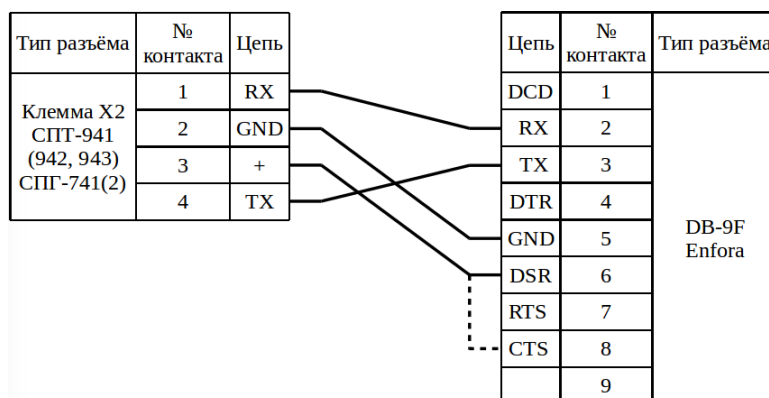 Тип разъёма № контакта Цепь
Клемма X2
СПТ-941
(942, 943)
СПГ-741(2)
1 RX
2 GND
3 +
4 TX
Цепь № контакта Тип разъёма
DCD 1
RX 2
TX 3
DTR 4
GND 5
DSR 6
RTS 7
CTS 8
9
DB-9F
Enfora